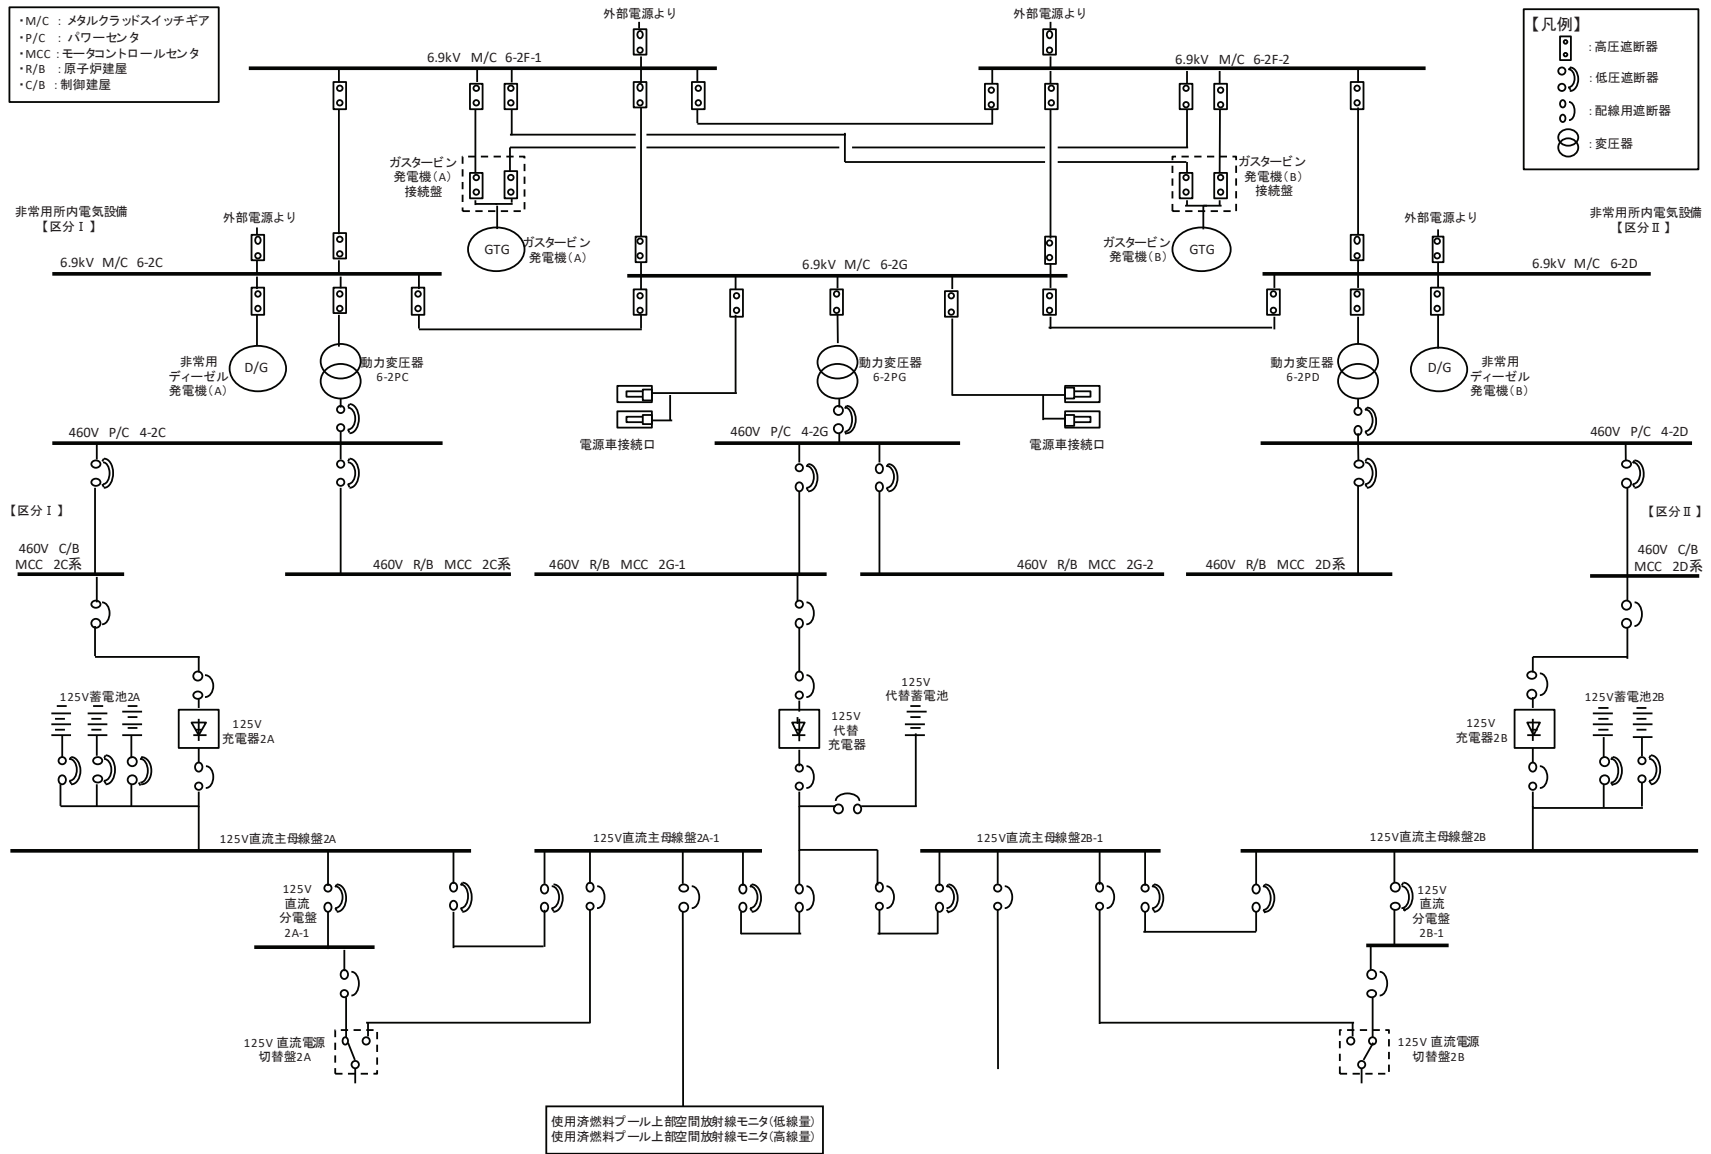 ・M/C : メタルクラッドスイッチギア
・P/C : パワーセンタ
・MCC : モータコントロールセンタ
・R/B : 原子炉建屋
・C/B : 制御建屋
外部電源より
外部電源より
【凡例】
: 高圧遮断器
: 低圧遮断器
: 配線用遮断器
: 変圧器
6.9kV M/C 6-2F-1
6.9kV M/C 6-2F-2
ガスタービン
発電機(A)
接続盤
ガスタービン
発電機(B)
接続盤
非常用所内電気設備
【区分Ⅰ】
外部電源より
GTG
ガスタービン
発電機(A)
ガスタービン
発電機(B)
GTG
外部電源より
非常用所内電気設備
【区分Ⅱ】
6.9kV M/C 6-2C
6.9kV M/C 6-2G
6.9kV M/C 6-2D
非常用
ディーゼル
発電機(A)
D/G
動力変圧器
6-2PC
動力変圧器
6-2PG
動力変圧器
6-2PD
D/G
非常用
ディーゼル
発電機(B)
電源車接続口
電源車接続口
460V P/C 4-2C
460V P/C 4-2G
460V P/C 4-2D
【区分Ⅰ】
【区分Ⅱ】
460V C/B
MCC 2C系
460V R/B MCC 2C系
460V R/B MCC 2G-1
460V R/B MCC 2G-2
460V R/B MCC 2D系
460V C/B
MCC 2D系
125V蓄電池2A
125V
充電器2A
125V
代替
充電器
125V
代替蓄電池
125V
充電器2B
125V蓄電池2B
125V直流主母線盤2A
125V直流主母線盤2A-1
125V直流主母線盤2B-1
125V直流主母線盤2B
125V
直流
分電盤
2A-1
125V
直流
分電盤
2B-1
125V 直流電源
切替盤2A
125V 直流電源
切替盤2B
使用済燃料プール上部空間放射線モニタ(低線量)
使用済燃料プール上部空間放射線モニタ(高線量)